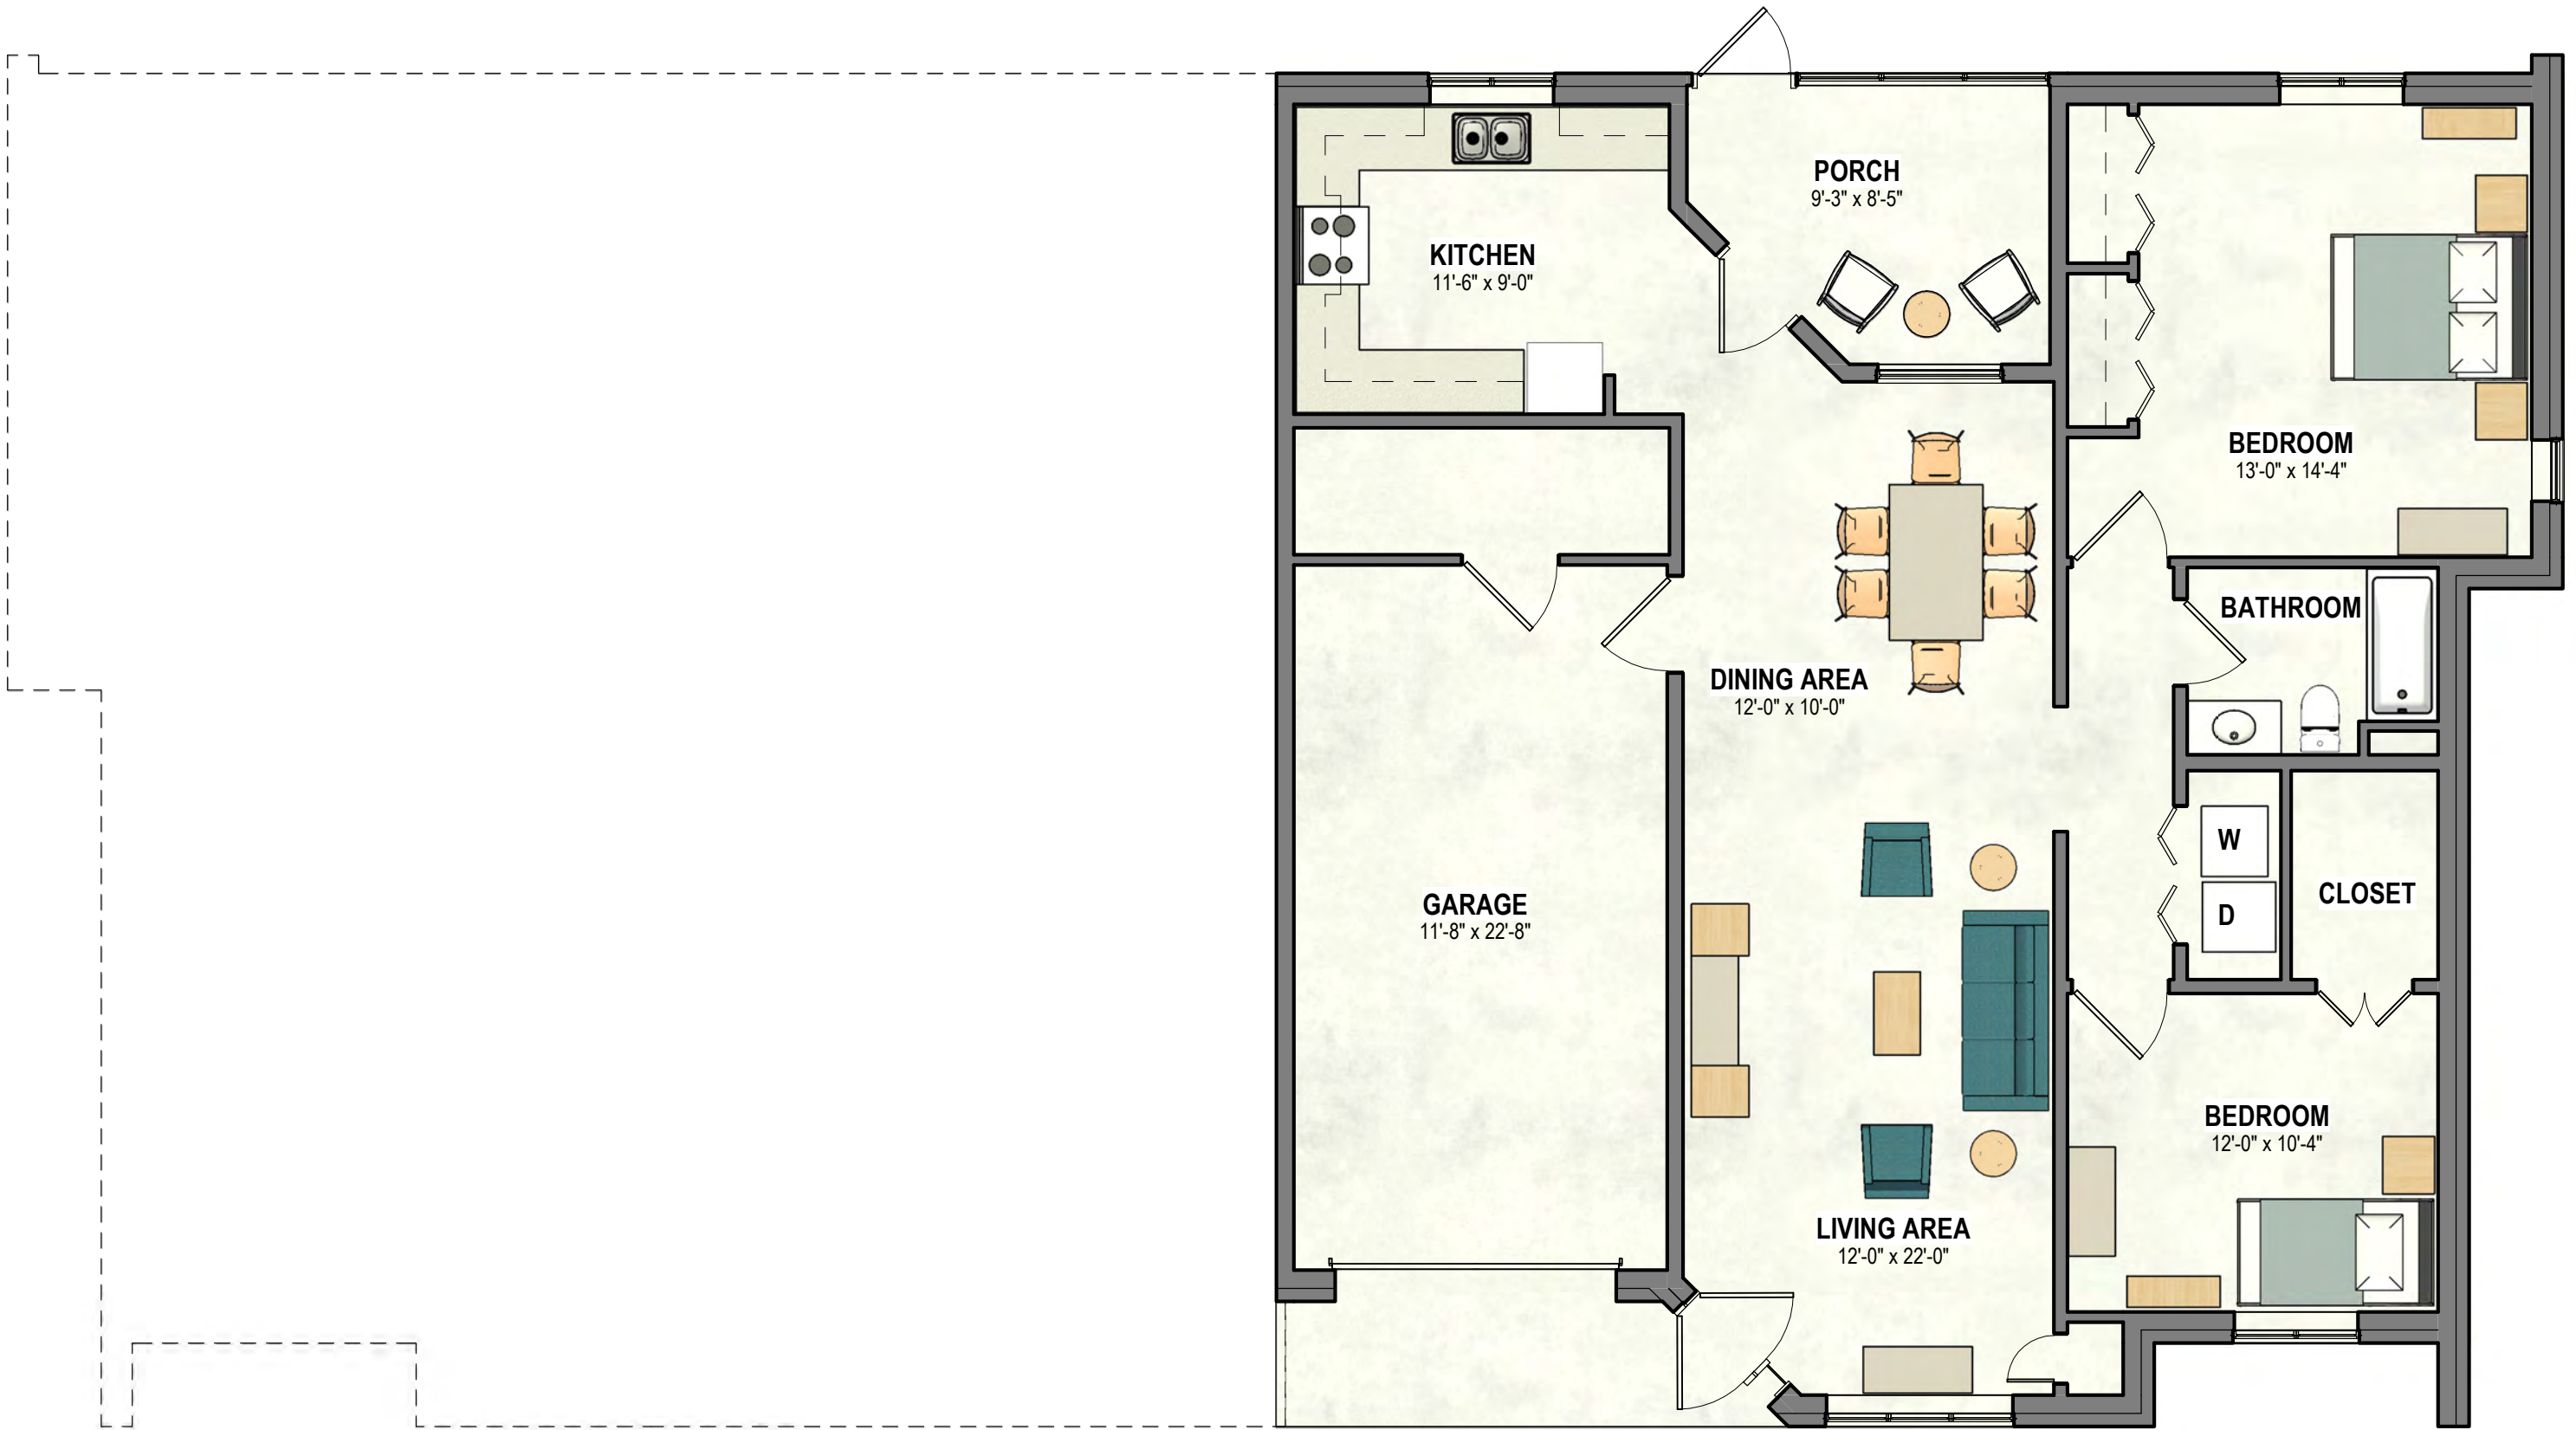 PORCH
9'-3" x 8'-5"
KITCHEN
11'-6" x 9'-0"
BEDROOM
13'-0" x 14'-4"
BATHROOM
DINING AREA
12'-0" x 10'-0"
W
D
CLOSET
GARAGE
11'-8" x 22'-8"
BEDROOM
12'-0" x 10'-4"
LIVING AREA
12'-0" x 22'-0"